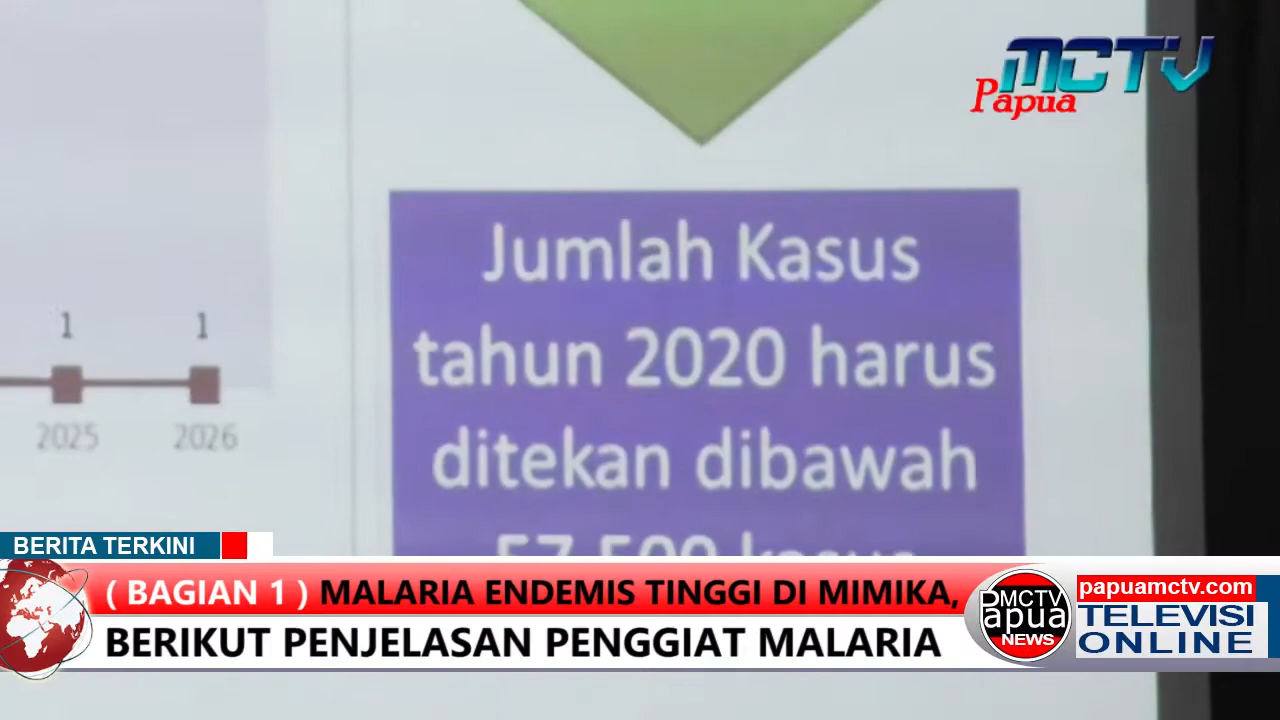 MCTV
Papua
Jumlah Kasus
tahun 2020 harus
ditekan dibawah
1 1
2025 2026
BERITA TERKINI
( BAGIAN 1 ) MALARIA ENDEMIS TINGGI DI MIMIKA,
BERIKUT PENJELASAN PENGGIAT MALARIA
MCTV
apua
NEWS
papuamctv.com
TELEVISI
ONLINE